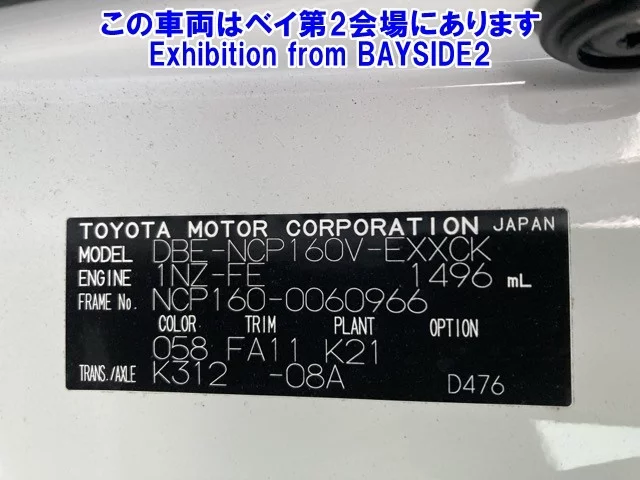 この車両はベイ第2会場にあります
Exhibition from BAYSIDE2
TOYOTA MOTOR CORPORATION JAPAN
MODEL DBE-NCP160V-EXXCK
ENGINE 1NZ-FE 1496 mL
FRAME No. NCP160-0060966
COLOR TRIM PLANT OPTION
058 FA11 K21
TRANS./AXLE K312 -08A D476